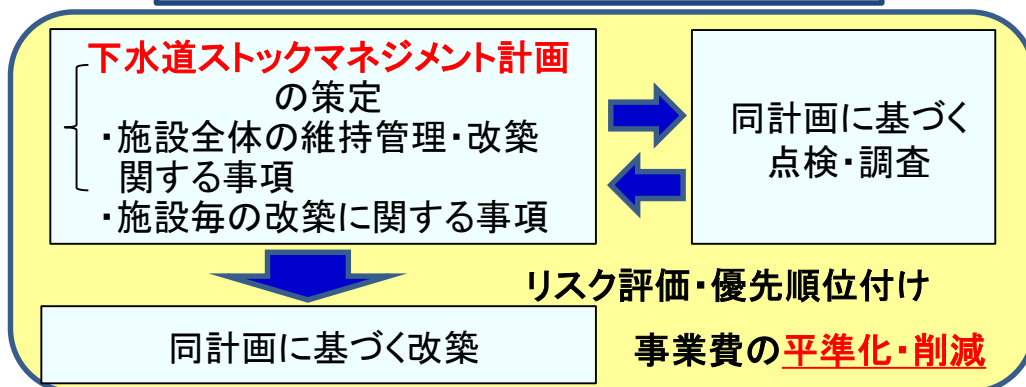 下水道ストックマネジメント計画
の策定
・施設全体の維持管理・改築
関する事項
・施設毎の改築に関する事項
同計画に基づく
点検・調査
リスク評価・優先順位付け
同計画に基づく改築
事業費の平準化・削減